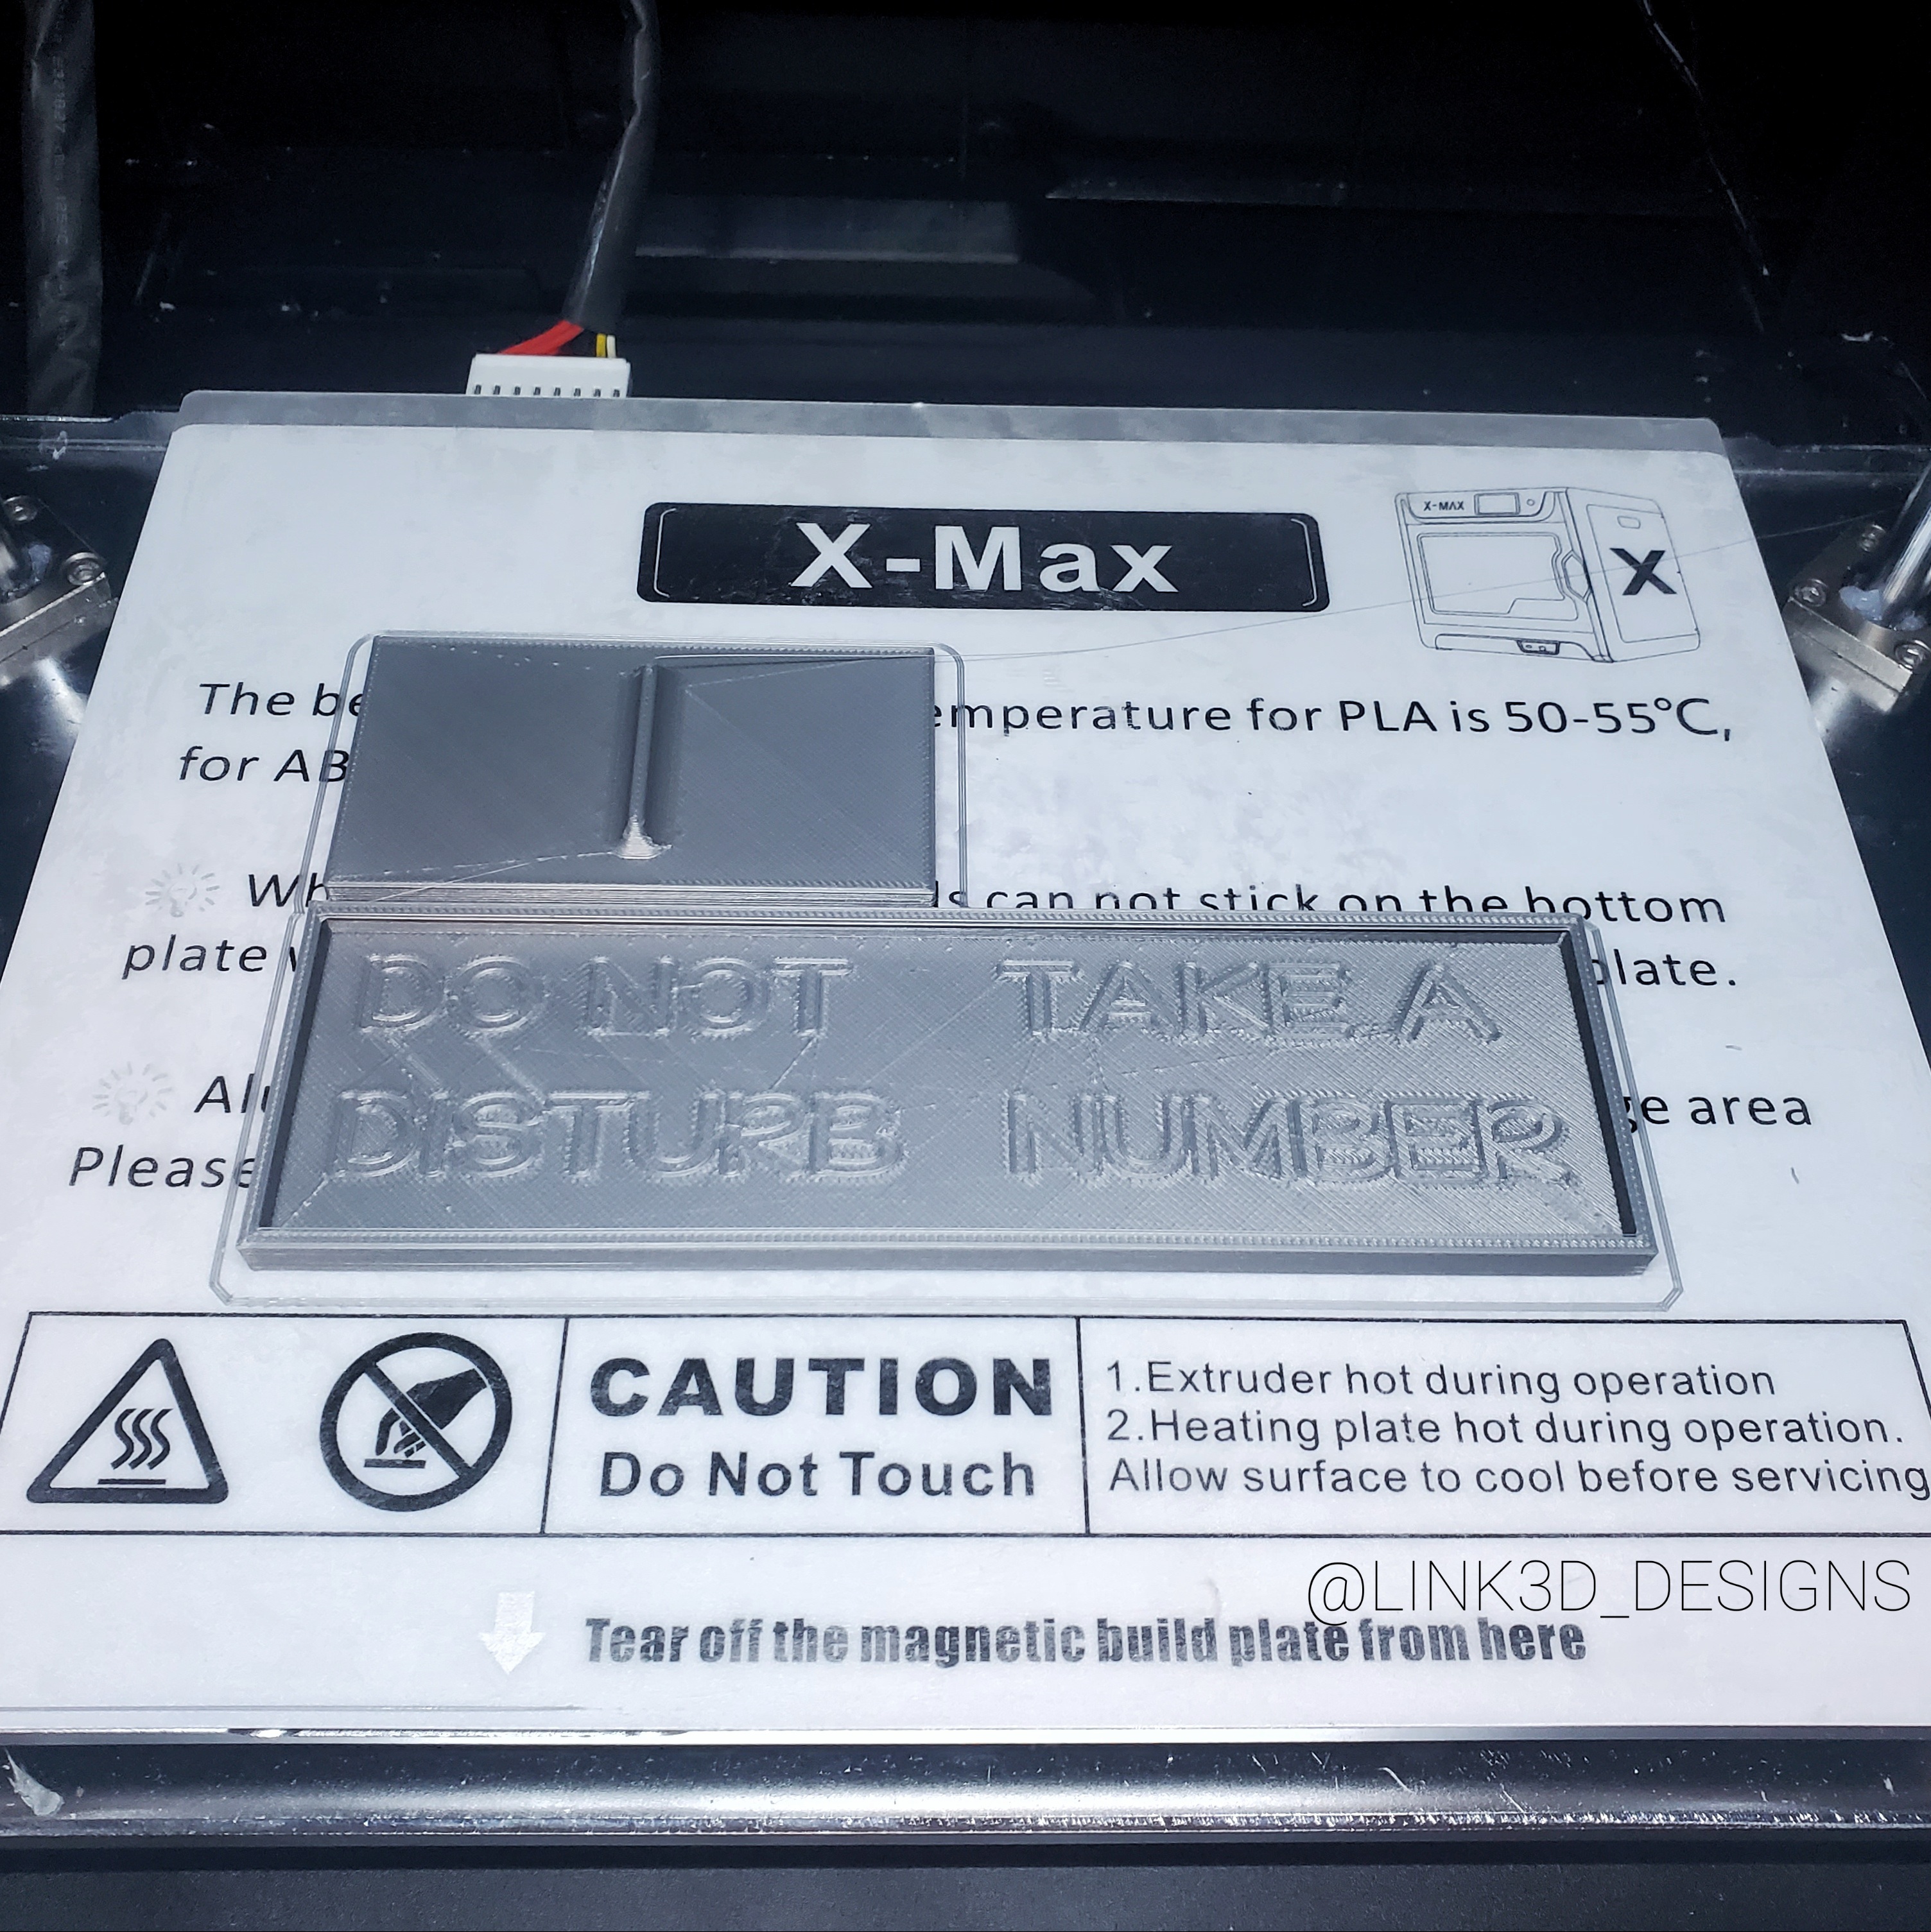 X-Max
X-MAX
X
The be emperature for PLA is 50-55°C,
for AB
Wh s can not stick on the bottom
plate plate.
DO NOT TAKE A
DISTURB NUMBER
Al ge area
Please
CAUTION
Do Not Touch
1.Extruder hot during operation
2.Heating plate hot during operation.
Allow surface to cool before servicing
@LINK3D_DESIGNS
Tear off the magnetic build plate from here